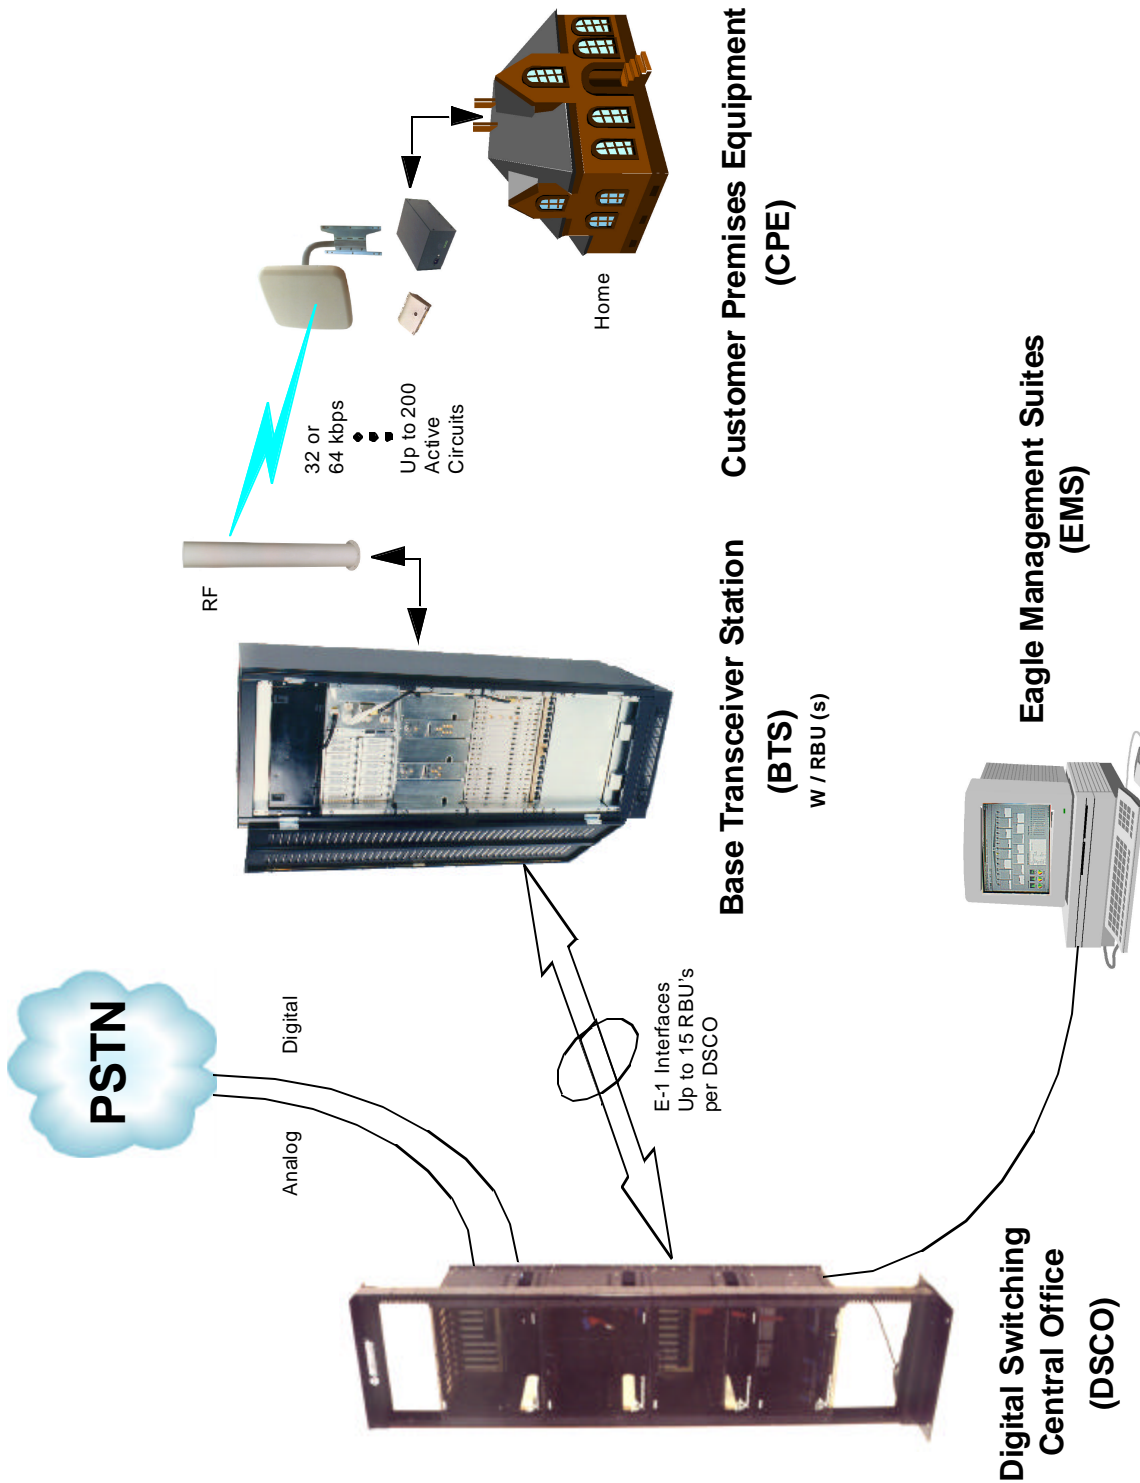 PSTN
Analog
Digital
RF
32 or
64 kbps
Up to 200
Active
Circuits
Home
E-1 Interfaces
Up to 15 RBU's
per DSCO
Digital Switching
Central Office
(DSCO)
Base Transceiver Station
(BTS)
W / RBU (s)
Customer Premises Equipment
(CPE)
Eagle Management Suites
(EMS)